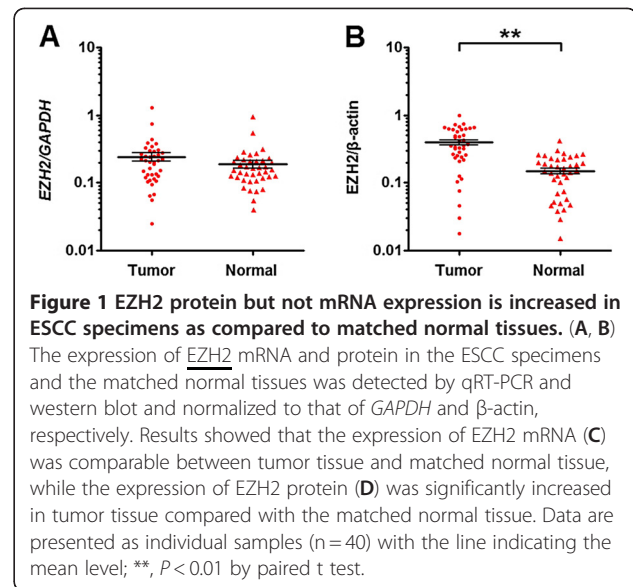 A
B
**
10
1
0.1
0.01
EZH2/GAPDH
Tumor
Normal
10
1
0.1
0.01
EZH2/β-actin
Tumor
Normal
Figure 1 EZH2 protein but not mRNA expression is increased in
ESCC specimens as compared to matched normal tissues. (A, B)
The expression of EZH2 mRNA and protein in the ESCC specimens
and the matched normal tissues was detected by qRT-PCR and
western blot and normalized to that of GAPDH and β-actin,
respectively. Results showed that the expression of EZH2 mRNA (C)
was comparable between tumor tissue and matched normal tissue,
while the expression of EZH2 protein (D) was significantly increased
in tumor tissue compared with the matched normal tissue. Data are
presented as individual samples (n = 40) with the line indicating the
mean level; **, P < 0.01 by paired t test.